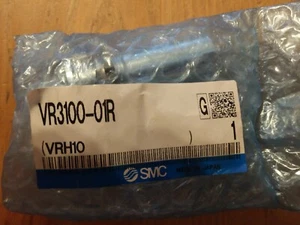 VR3100-01R
G
(VRH10 )
1
SMC